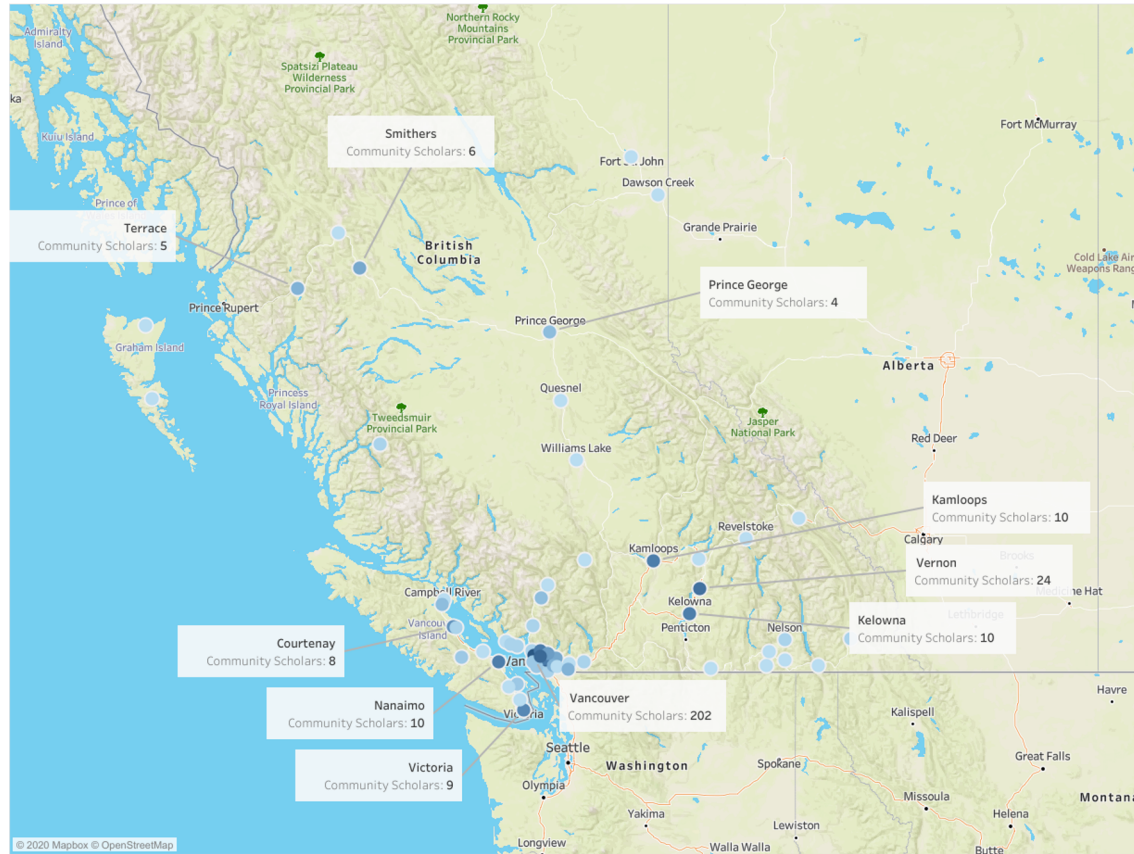 Admiralty
Island
Northern Rocky
Mountains
Provincial Park
Spatsizi Plateau
Wilderness
Provincial Park
ka
Kuiu Island
Smithers
Community Scholars: 6
Fort McMurray
Dawson Creek
Prince of
Grande Prairie
Terrace
Community Scholars: 5
British
Columbia
Cold Lake Air
Weapons Rang
Prince George
Community Scholars: 4
Prince Rupert
Prince George
Graham Island
Alberta
Quesnel
Princess
Royal Island
Tweedsmuir
Provincial Park
Jasper
National Park
Red Deer
Williams Lake
Kamloops
Community Scholars: 10
Revelstoke
Calgary
Kamloops
Brooks
Vernon
Community Scholars: 24
Medicine Hat
Campbell River
Kelowna
Kelowna
Community Scholars: 10
Lethbridge
Penticton
Nelson
Island
Courtenay
Community Scholars: 8
Van
Havre
Nanaimo
Community Scholars: 10
Vancouver
Community Scholars: 202
Victoria
Kalispell
Seattle
Great Falls
Victoria
Community Scholars: 9
Washington
Spokane
Olympia
Montana
Missoula
Yakima
Helena
Lewiston
Longview
Walla Walla
Butte
© 2020 Mapbox © OpenStreetMap